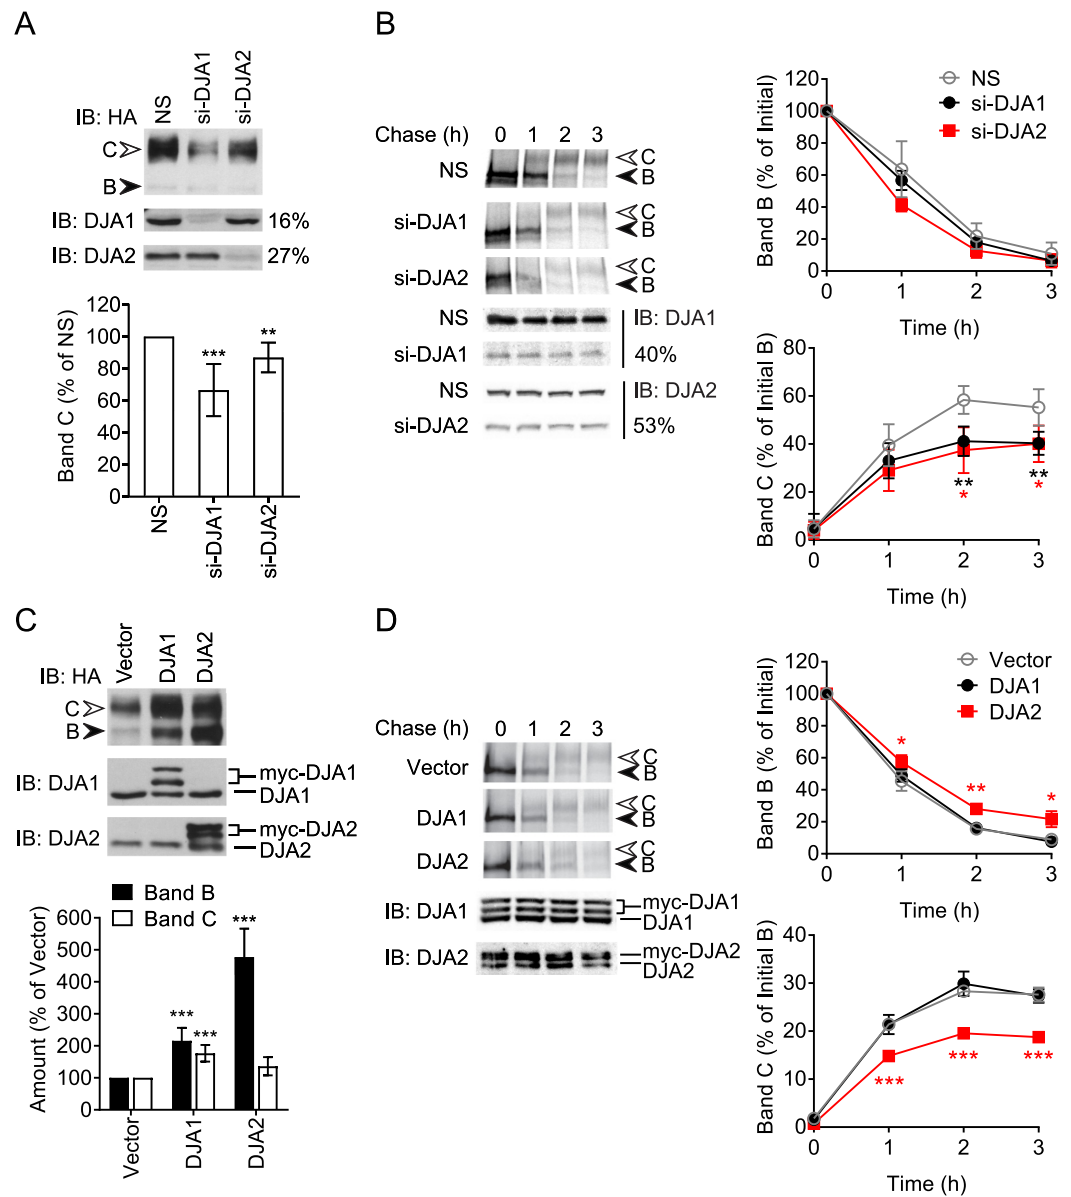 A
IB: HA
NS
si-DJA1
si-DJA2
C
B
IB: DJA1
16%
IB: DJA2
27%
Band C (% of NS)
120
100
80
60
40
20
0
***
**
NS
si-DJA1
si-DJA2
B
Chase (h) 0 1 2 3
NS
C
B
si-DJA1
C
B
si-DJA2
C
B
NS
IB: DJA1
si-DJA1
40%
NS
IB: DJA2
si-DJA2
53%
Band B (% of Initial)
120
100
80
60
40
20
0
NS
si-DJA1
si-DJA2
0 1 2 3
Time (h)
Band C (% of Initial B)
80
60
40
20
0
**
*
**
*
0 1 2 3
Time (h)
C
IB: HA
Vector
DJA1
DJA2
C
B
IB: DJA1
myc-DJA1
DJA1
IB: DJA2
myc-DJA2
DJA2
Band B
Band C
Amount (% of Vector)
600
500
400
300
200
100
0
***
***
***
Vector
DJA1
DJA2
D
Chase (h) 0 1 2 3
Vector
C
B
DJA1
C
B
DJA2
C
B
IB: DJA1
myc-DJA1
DJA1
IB: DJA2
myc-DJA2
DJA2
Band B (% of Initial)
120
100
80
60
40
20
0
Vector
DJA1
DJA2
*
**
*
0 1 2 3
Time (h)
Band C (% of Initial B)
40
30
20
10
0
***
***
***
0 1 2 3
Time (h)